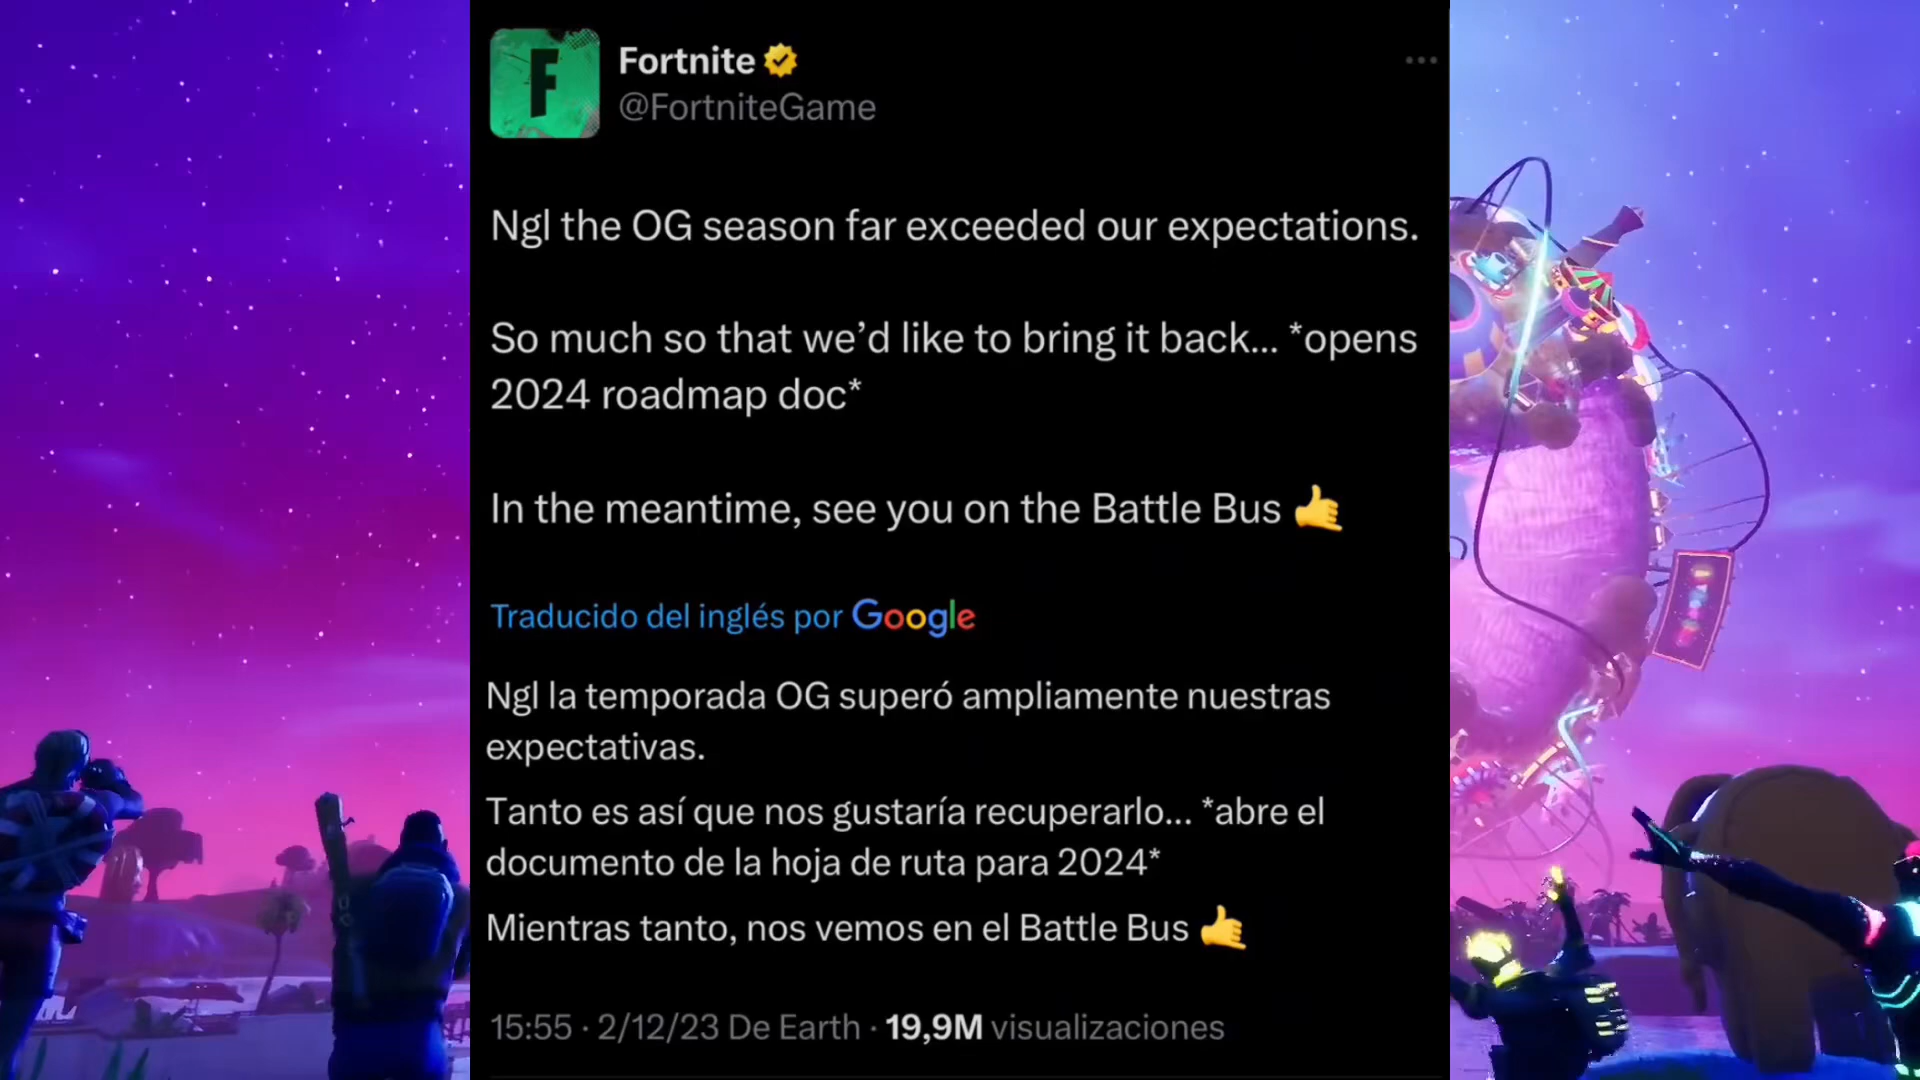 F
Fortnite
@FortniteGame
Ngl the OG season far exceeded our expectations.
So much so that we’d like to bring it back... *opens
2024 roadmap doc*
In the meantime, see you on the Battle Bus 🤙
Traducido del inglés por Google
Ngl la temporada OG superó ampliamente nuestras
expectativas.
Tanto es así que nos gustaría recuperarlo... *abre el
documento de la hoja de ruta para 2024*
Mientras tanto, nos vemos en el Battle Bus 🤙
15:55 · 2/12/23 De Earth · 19,9M visualizaciones